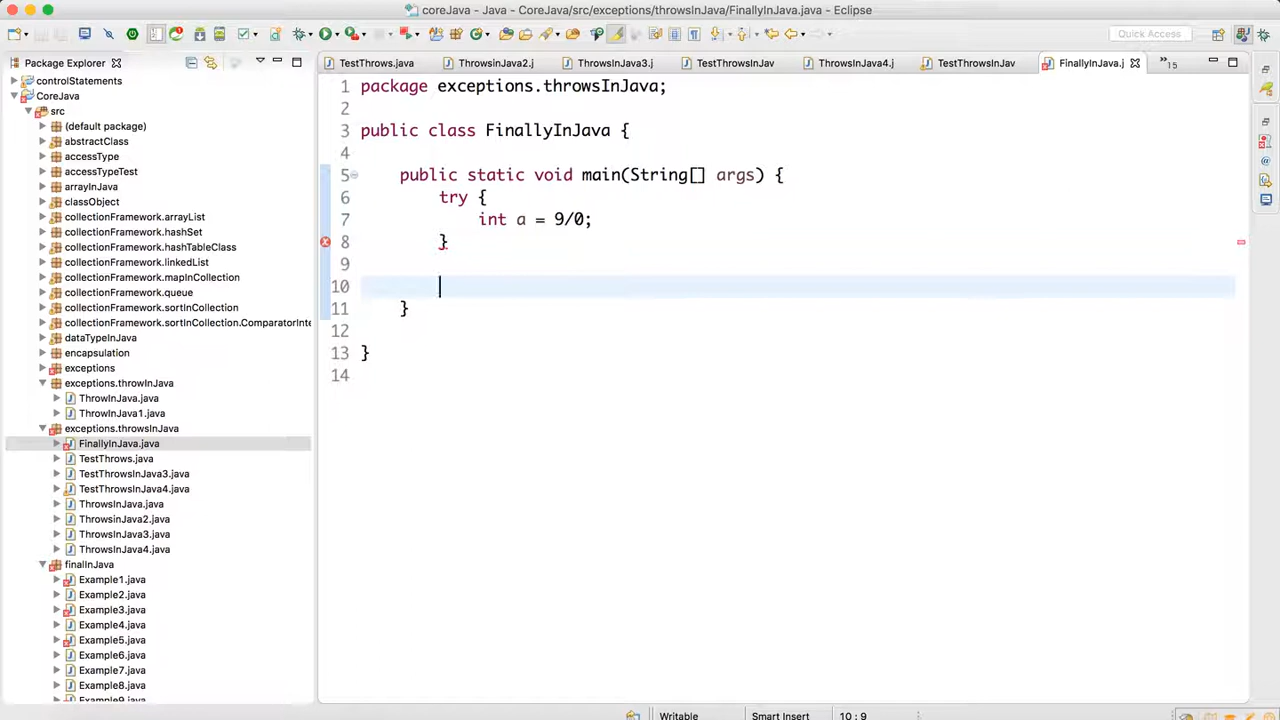 coreJava - Java - CoreJava/src/exceptions/throwsInJava/FinallyInJava.java - Eclipse
Quick Access
Package Explorer
TestThrows.java
ThrowsinJava2.j
ThrowsInJava3.j
TestThrowsInJav
ThrowsInJava4.j
TestThrowsInJav
FinallyInJava.j
»15
controlStatements
CoreJava
src
(default package)
abstractClass
accessType
accessTypeTest
arrayInJava
classObject
collectionFramework.arrayList
collectionFramework.hashSet
collectionFramework.hashTableClass
collectionFramework.linkedList
collectionFramework.mapInCollection
collectionFramework.queue
collectionFramework.sortInCollection
collectionFramework.sortInCollection.ComparatorInte
dataTypeInJava
encapsulation
exceptions
exceptions.throwInJava
ThrowInJava.java
ThrowInJava1.java
exceptions.throwsInJava
FinallyInJava.java
TestThrows.java
TestThrowsInJava3.java
TestThrowsInJava4.java
ThrowsInJava.java
ThrowsinJava2.java
ThrowsInJava3.java
ThrowsInJava4.java
finalInJava
Example1.java
Example2.java
Example3.java
Example4.java
Example5.java
Example6.java
Example7.java
Example8.java
Example9.java
1 package exceptions.throwsInJava;
2
3 public class FinallyInJava {
4
5 public static void main(String[] args) {
6 try {
7 int a = 9/0;
8 }
9
10
11 }
12
13 }
14
Writable
Smart Insert
10 : 9